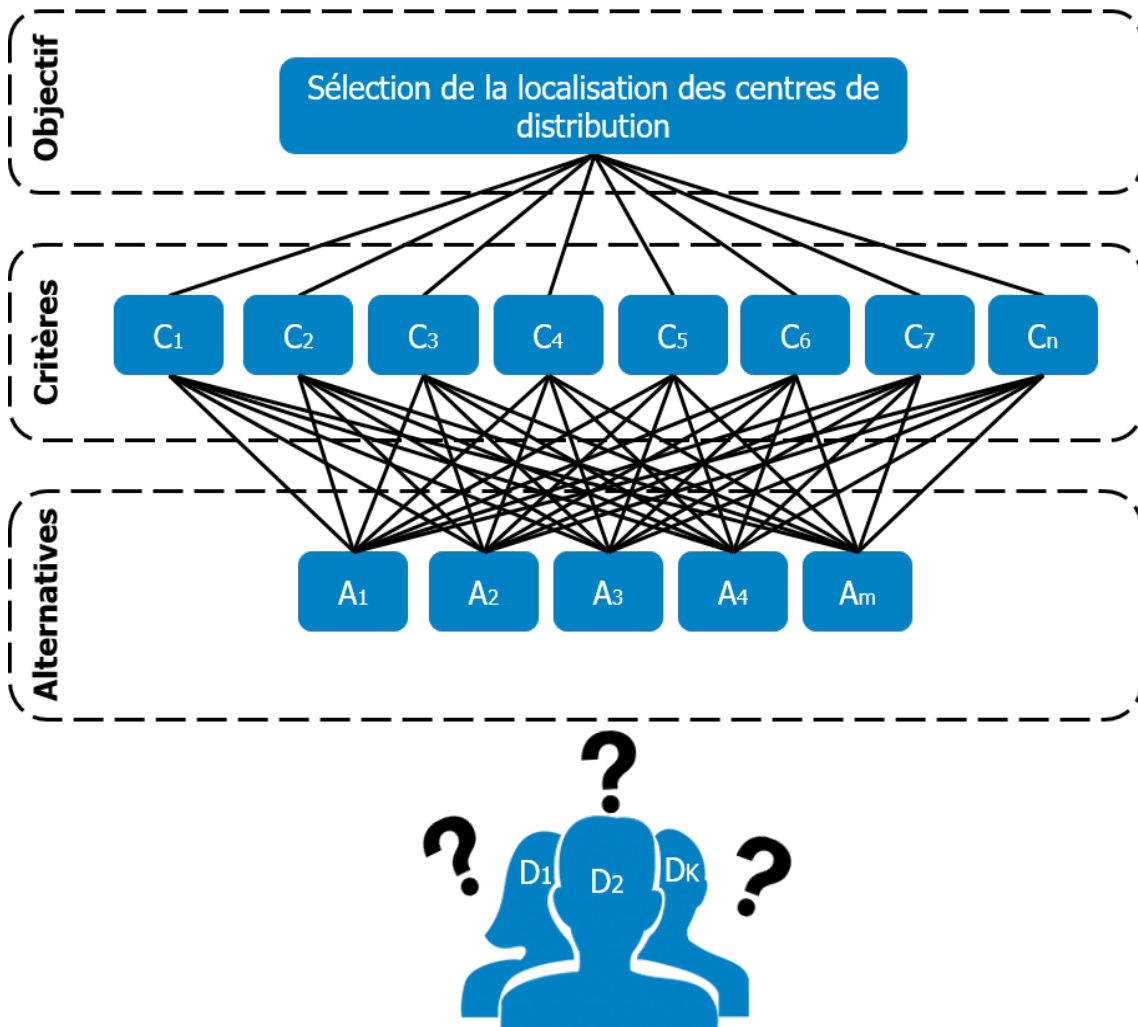 Objectif
Sélection de la localisation des centres de
distribution
Critères
C1 C2 C3 C4 C5 C6 C7 Cn
Alternatives
A1 A2 A3 A4 Am
? ? ?
D1 D2 DK